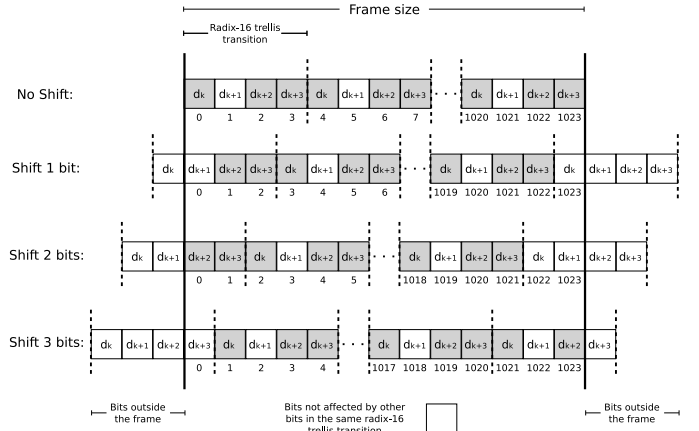 Frame size
Radix-16 trellis
transition
No Shift:
dk dk+1 dk+2 dk+3 dk dk+1 dk+2 dk+3 · · · dk dk+1 dk+2 dk+3
0 1 2 3 4 5 6 7 1020 1021 1022 1023
Shift 1 bit:
dk dk+1 dk+2 dk+3 dk dk+1 dk+2 dk+3 · · · dk dk+1 dk+2 dk+3 dk dk+1 dk+2 dk+3
0 1 2 3 4 5 6 1019 1020 1021 1022 1023
Shift 2 bits:
dk dk+1 dk+2 dk+3 dk dk+1 dk+2 dk+3 · · · dk dk+1 dk+2 dk+3 dk dk+1 dk+2 dk+3
0 1 2 3 4 5 1018 1019 1020 1021 1022 1023
Shift 3 bits:
dk dk+1 dk+2 dk+3 dk dk+1 dk+2 dk+3 · · · dk dk+1 dk+2 dk+3 dk dk+1 dk+2 dk+3
0 1 2 3 4 1017 1018 1019 1020 1021 1022 1023
Bits outside
the frame
Bits not affected by other
bits in the same radix-16
trellis transition
Bits outside
the frame